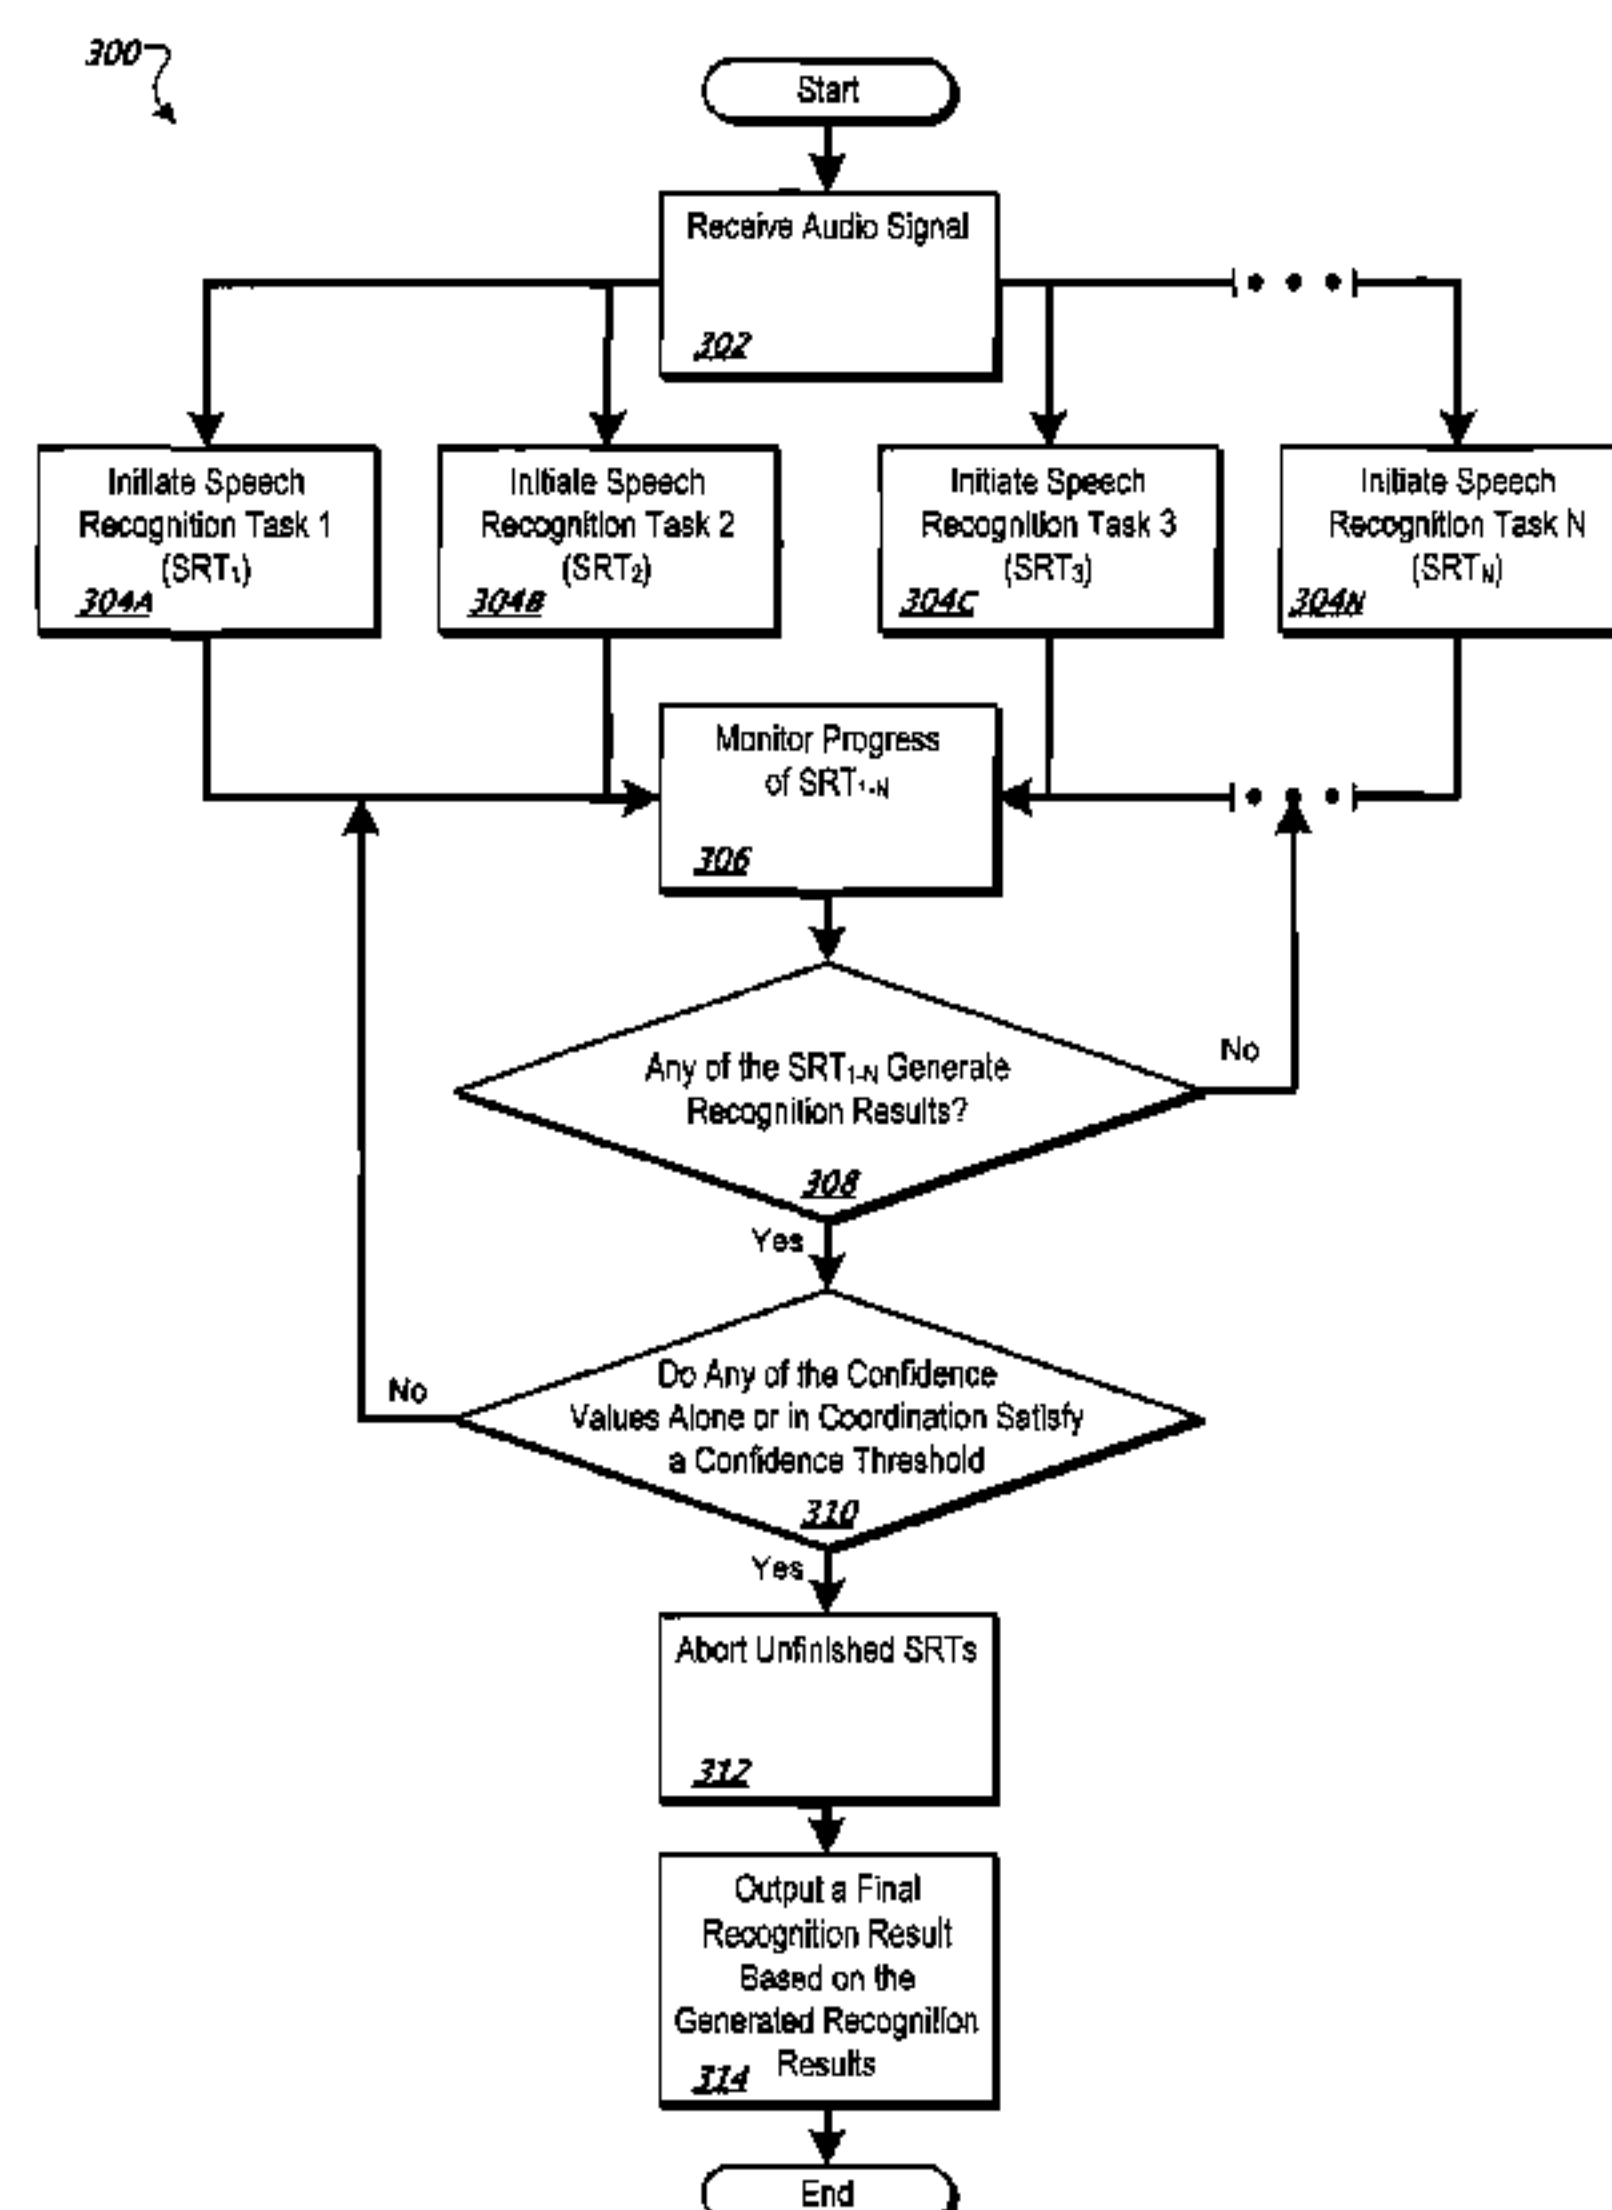 300
Start
Receive Audio Signal
302
Initiate Speech
Recognition Task 1
(SRT₁)
304A
Initiate Speech
Recognition Task 2
(SRT₂)
304B
Initiate Speech
Recognition Task 3
(SRT₃)
304C
Initiate Speech
Recognition Task N
(SRT_N)
304N
Monitor Progress
of SRT₁₋N
306
Any of the SRT₁₋N Generate
Recognition Results?
308
No
Yes
Do Any of the Confidence
Values Alone or in Coordination Satisfy
a Confidence Threshold
310
No
Yes
Abort Unfinished SRTs
312
Output a Final
Recognition Result
Based on the
Generated Recognition
Results
314
End